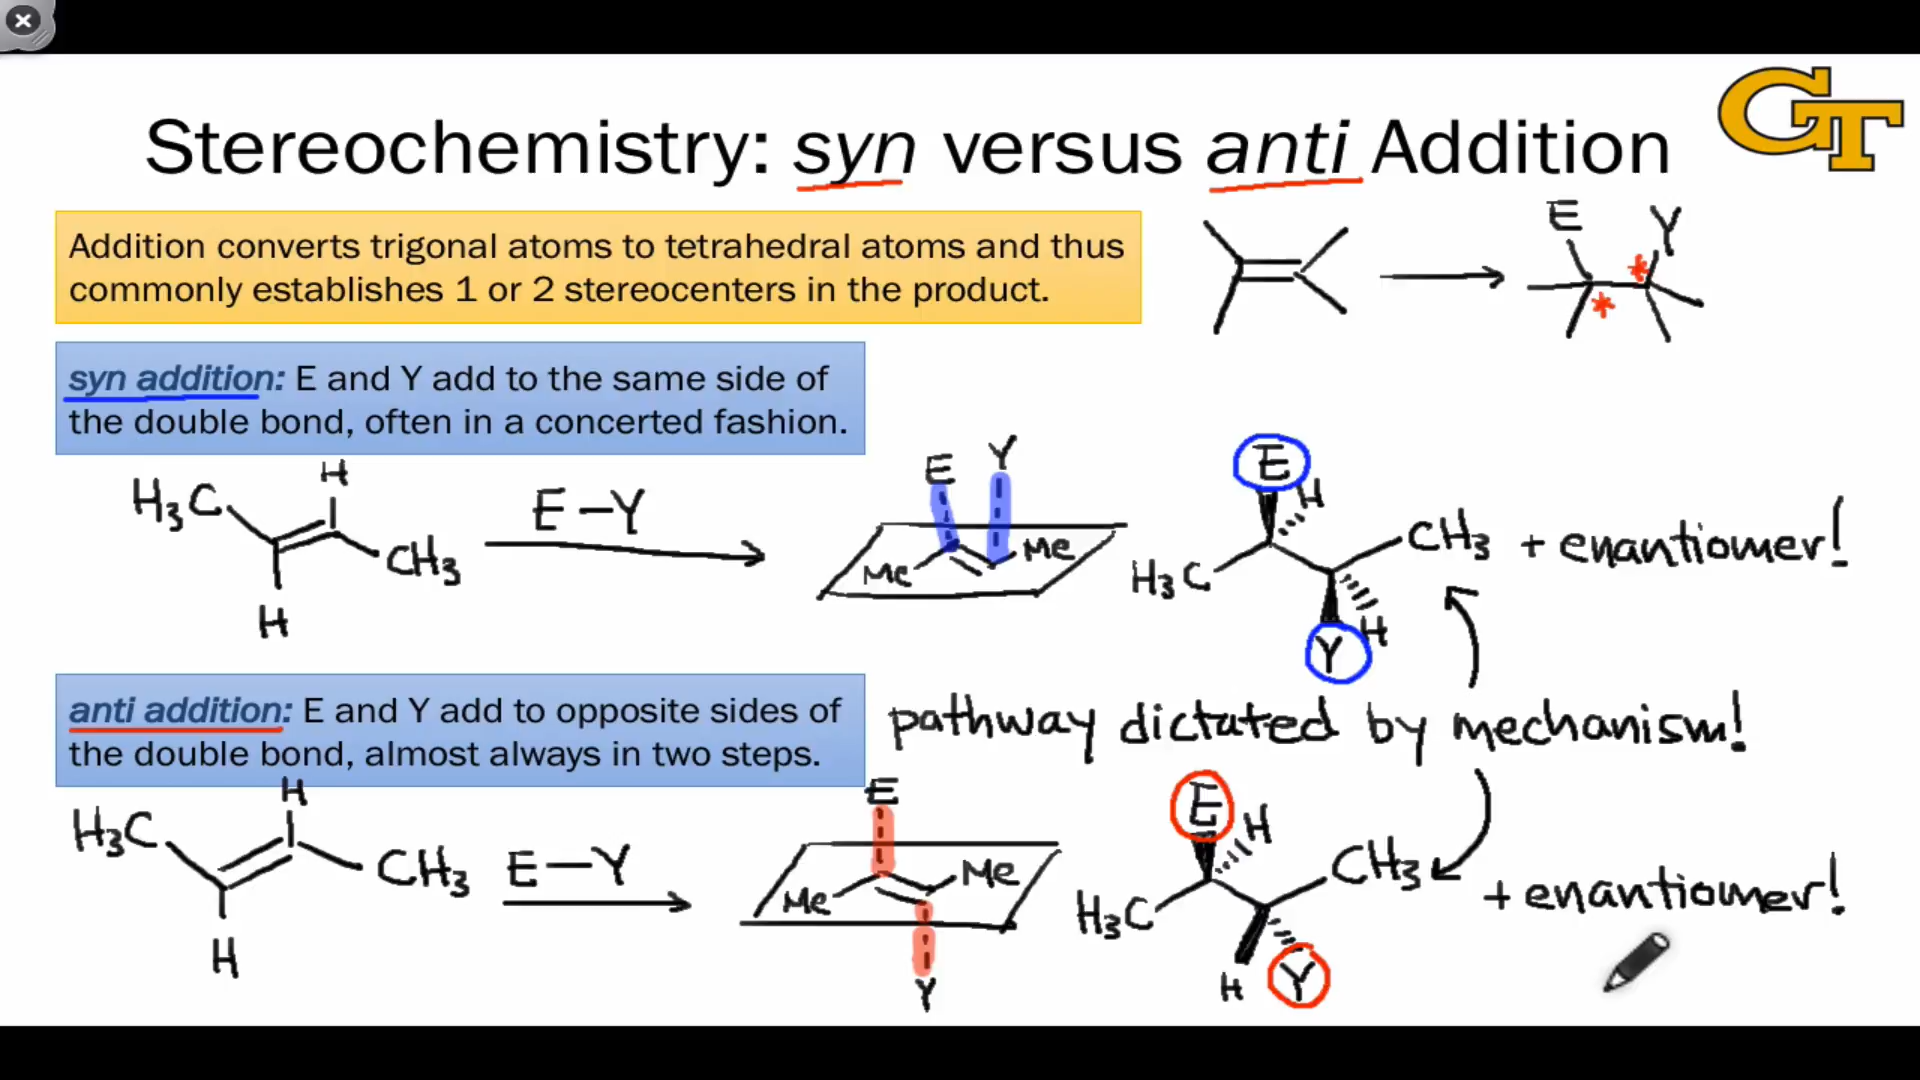 Stereochemistry: syn versus anti Addition
GT
Addition converts trigonal atoms to tetrahedral atoms and thus
commonly establishes 1 or 2 stereocenters in the product.
E Y
* *
syn addition: E and Y add to the same side of
the double bond, often in a concerted fashion.
H₃C H
CH₃
H
E-Y
E Y
Me Me
E H
H₃C CH₃ + enantiomer!
Y H
anti addition: E and Y add to opposite sides of
the double bond, almost always in two steps.
pathway dictated by mechanism!
H₃C H
CH₃
H
E-Y
E
Me Me
Y
E H
H₃C CH₃ + enantiomer!
H Y